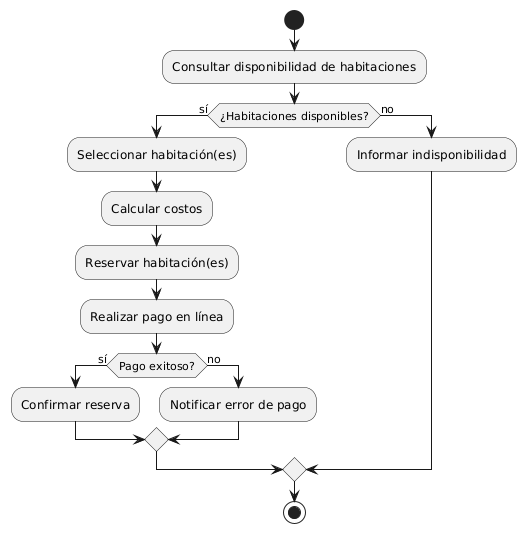 Consultar disponibilidad de habitaciones
¿Habitaciones disponibles?
sí
no
Seleccionar habitación(es)
Informar indisponibilidad
Calcular costos
Reservar habitación(es)
Realizar pago en línea
Pago exitoso?
sí
no
Confirmar reserva
Notificar error de pago